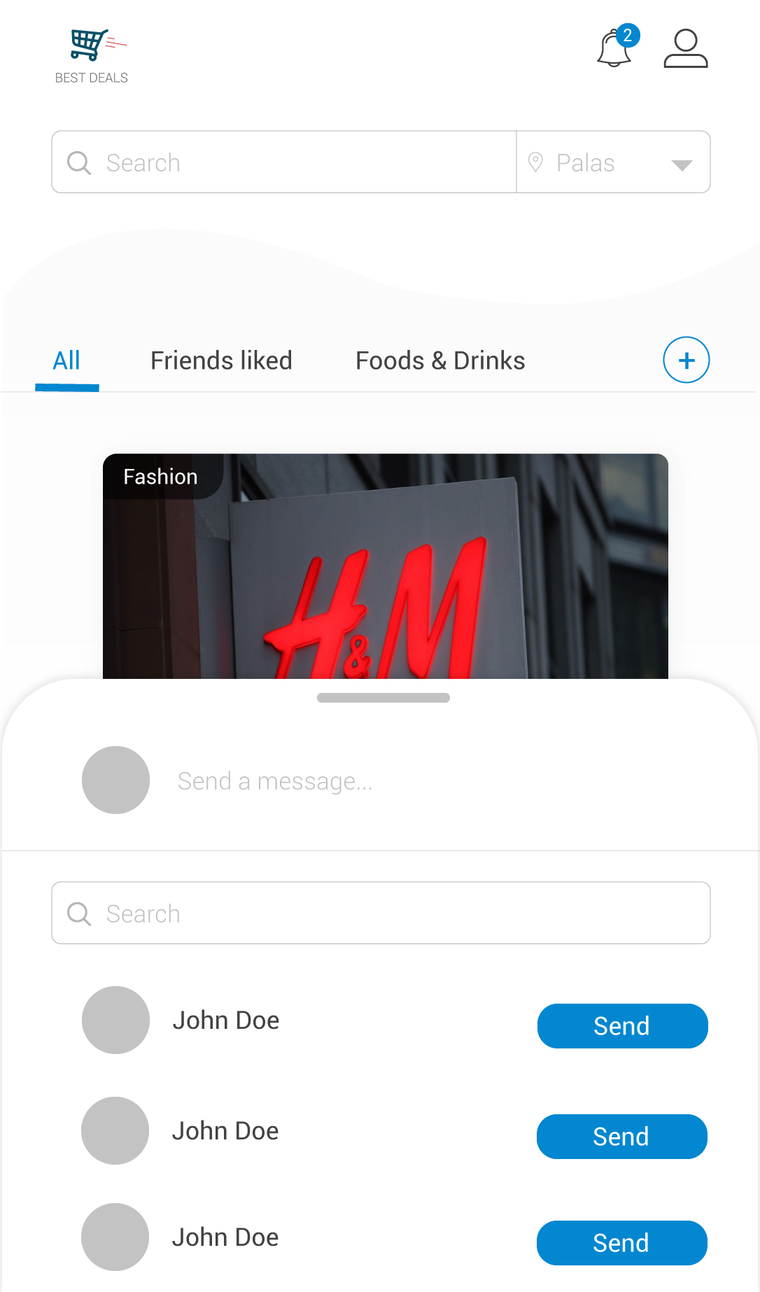 BEST DEALS
2
Search
Palas
All
Friends liked
Foods & Drinks
+
Fashion
H&M
Send a message...
Search
John Doe
Send
John Doe
Send
John Doe
Send